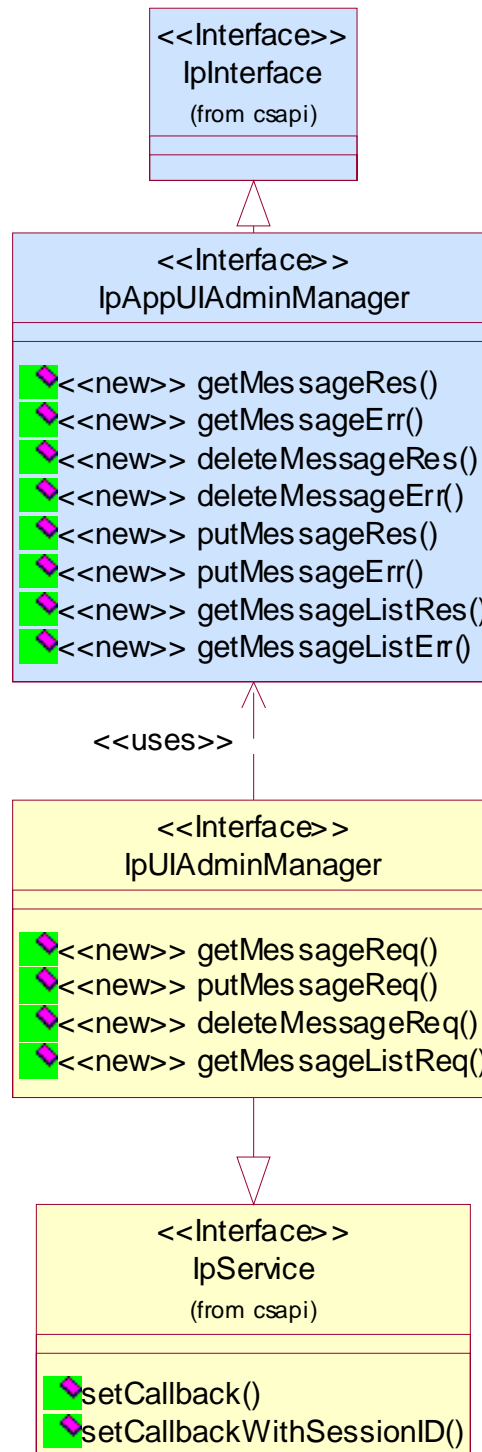 <<Interface>>
IpInterface
(from csapi)
<<Interface>>
IpAppUIAdminManager
<<new>> getMessageRes()
<<new>> getMessageErr()
<<new>> deleteMessageRes()
<<new>> deleteMessageErr()
<<new>> putMessageRes()
<<new>> putMessageErr()
<<new>> getMessageListRes()
<<new>> getMessageListErr()
<<uses>>
<<Interface>>
IpUIAdminManager
<<new>> getMessageReq()
<<new>> putMessageReq()
<<new>> deleteMessageReq()
<<new>> getMessageListReq()
<<Interface>>
IpService
(from csapi)
setCallback()
setCallbackWithSessionID()